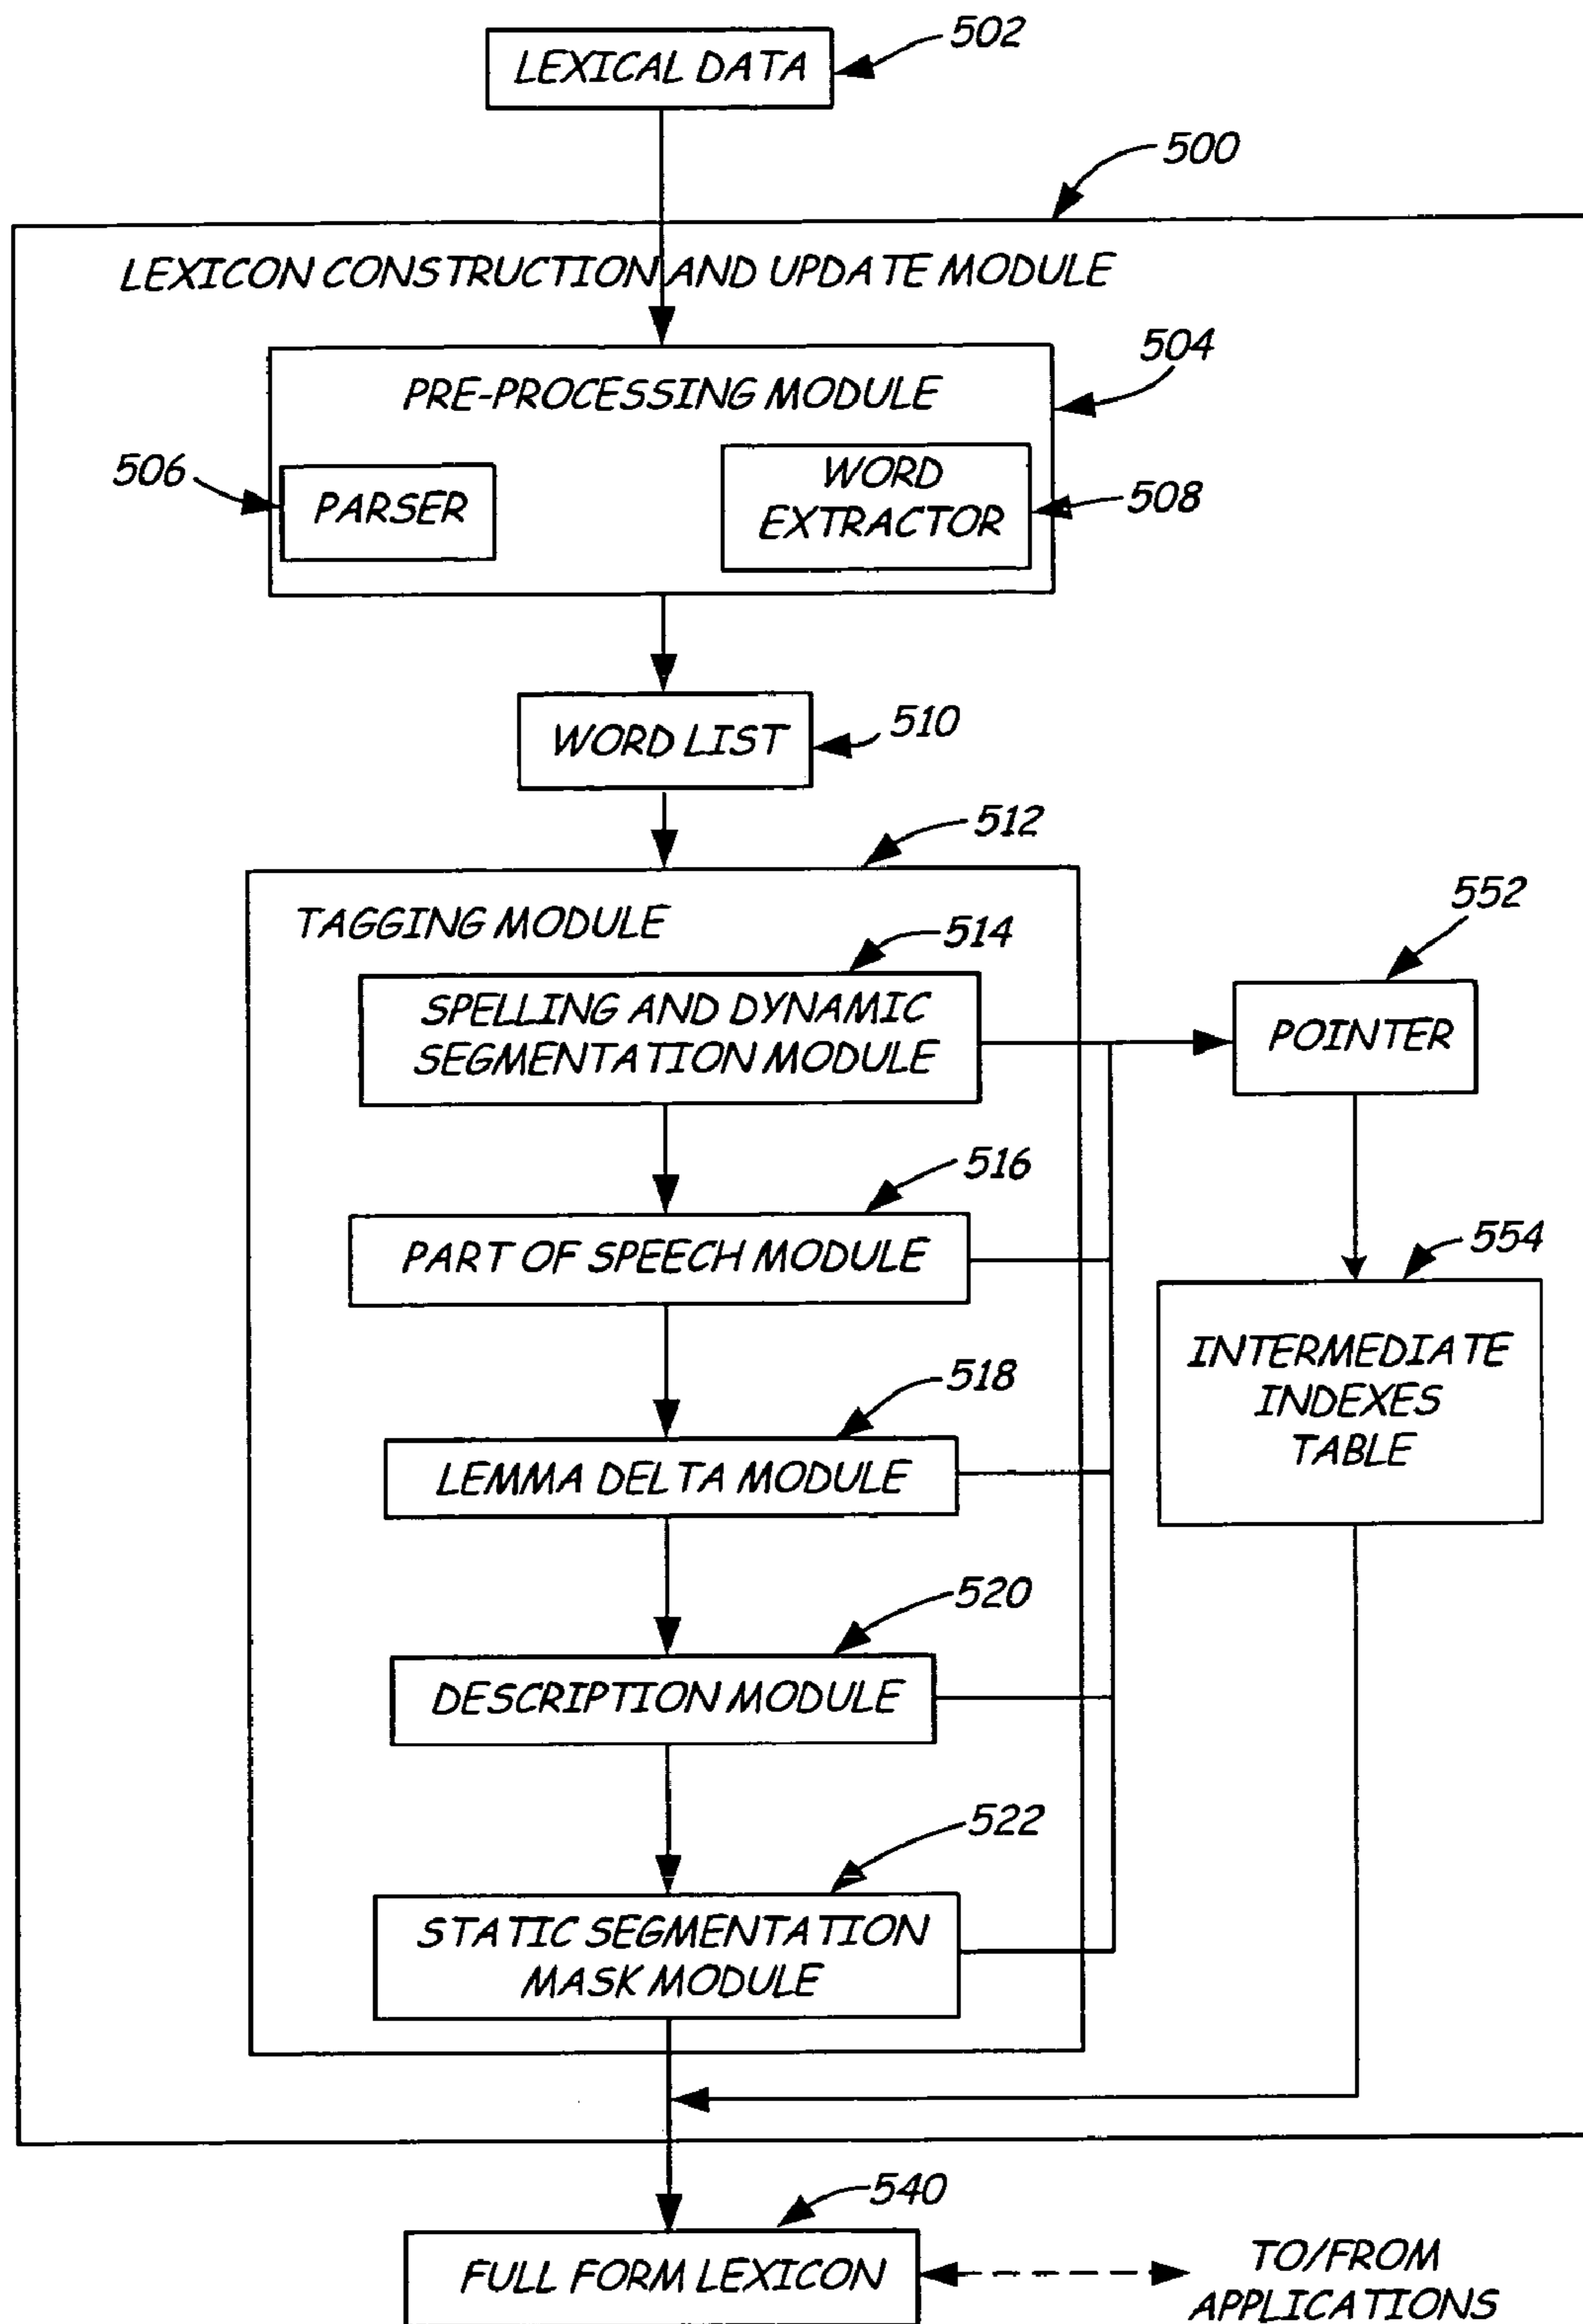 502
LEXICAL DATA
500
LEXICON CONSTRUCTION AND UPDATE MODULE
504
PRE-PROCESSING MODULE
506
PARSER
WORD
EXTRACTOR
508
510
WORD LIST
512
TAGGING MODULE
514
SPELLING AND DYNAMIC
SEGMENTATION MODULE
552
POINTER
516
PART OF SPEECH MODULE
554
INTERMEDIATE
INDEXES
TABLE
518
LEMMA DELTA MODULE
520
DESCRIPTION MODULE
522
STATIC SEGMENTATION
MASK MODULE
540
FULL FORM LEXICON
TO/FROM
APPLICATIONS